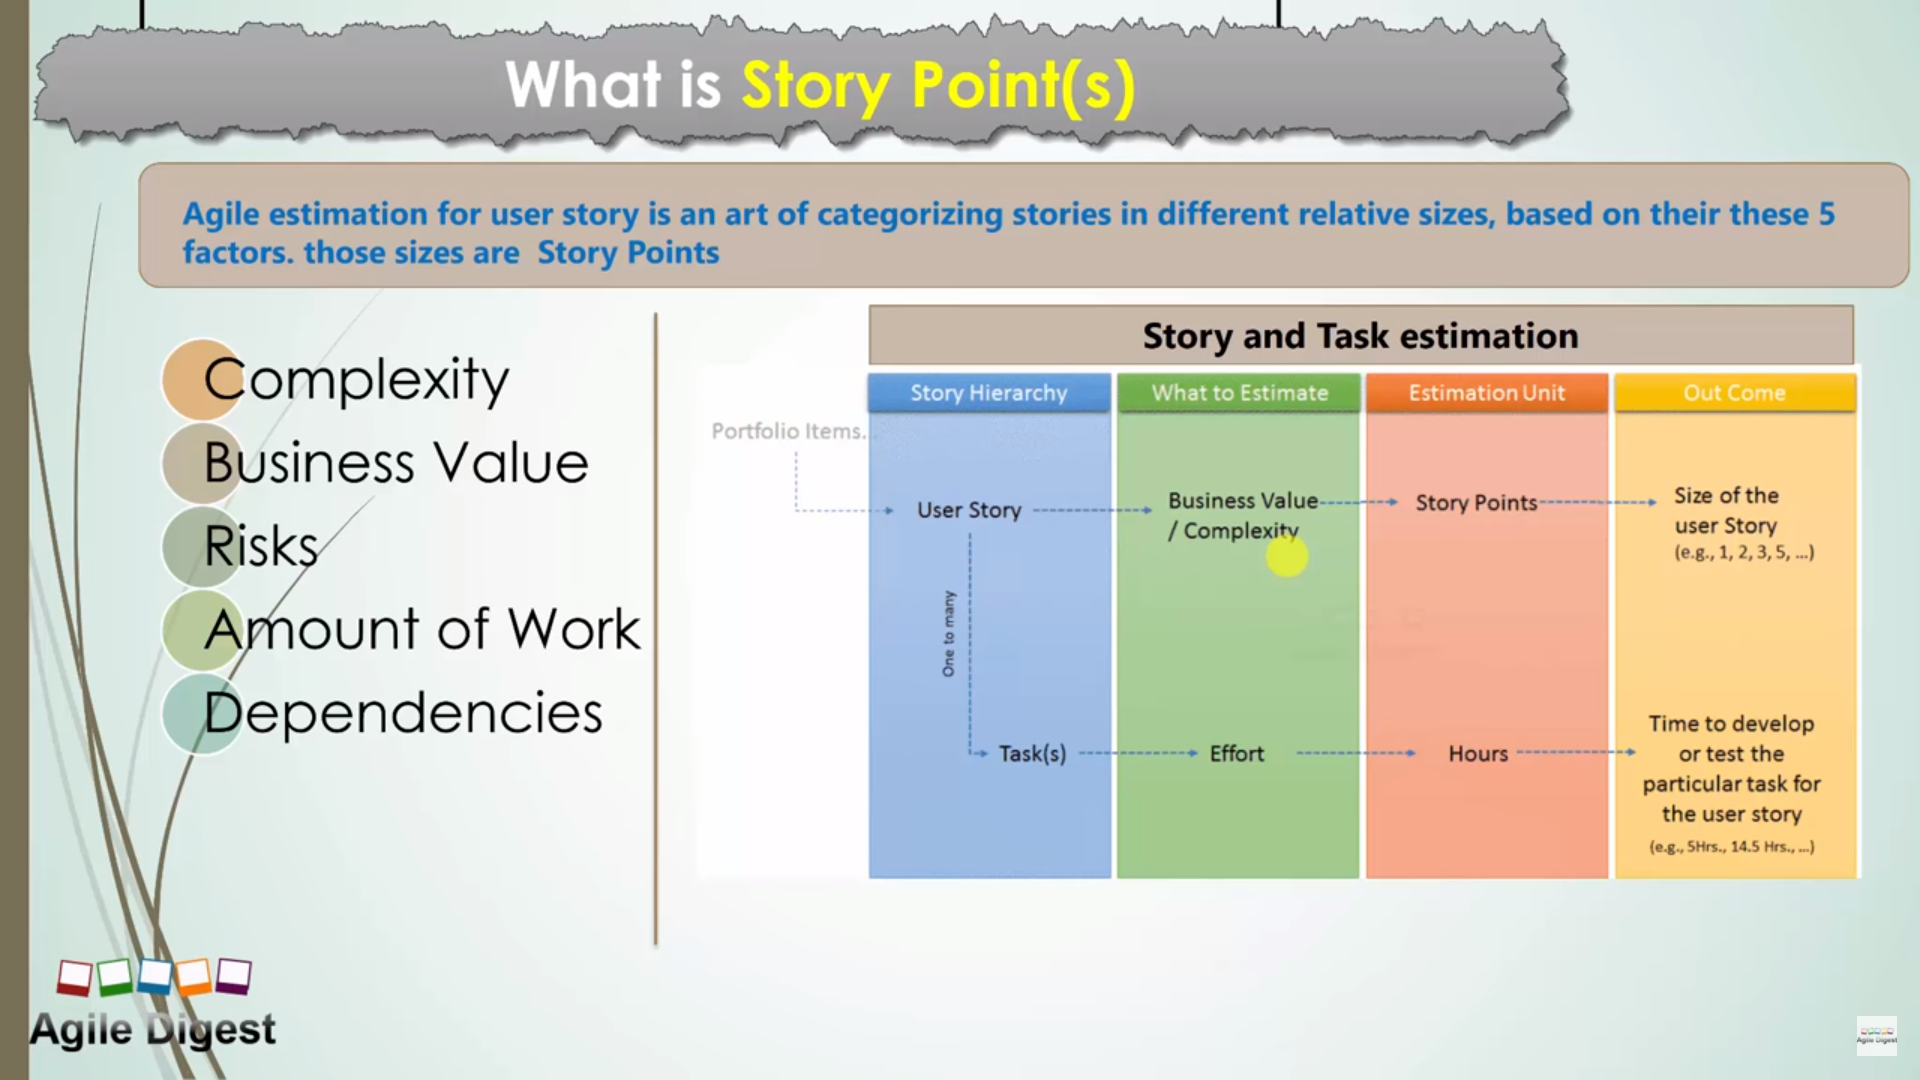 What is Story Point(s)
Agile estimation for user story is an art of categorizing stories in different relative sizes, based on their these 5
factors. those sizes are  Story Points
Complexity
Business Value
Risks
Amount of Work
Dependencies
Story and Task estimation
Story Hierarchy
What to Estimate
Estimation Unit
Out Come
Portfolio Items...
User Story
Business Value
/ Complexity
Story Points
Size of the
user Story
(e.g., 1, 2, 3, 5, ...)
One to many
Task(s)
Effort
Hours
Time to develop
or test the
particular task for
the user story
(e.g., 5Hrs., 14.5 Hrs., ...)
Agile Digest
Agile Digest